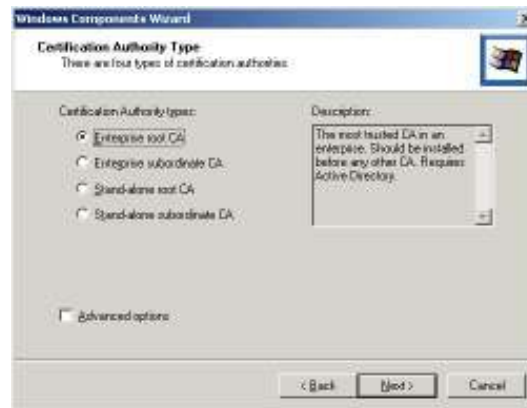 Windows Components Wizard
Certification Authority Type
There are four types of certification authorities
Certification Authority types:
Enterprise root CA
Enterprise subordinate CA
Stand-alone root CA
Stand-alone subordinate CA
Advanced options
Description:
The most trusted CA in an
enterprise. Should be installed
before any other CA. Requires
Active Directory.
< Back
Next >
Cancel